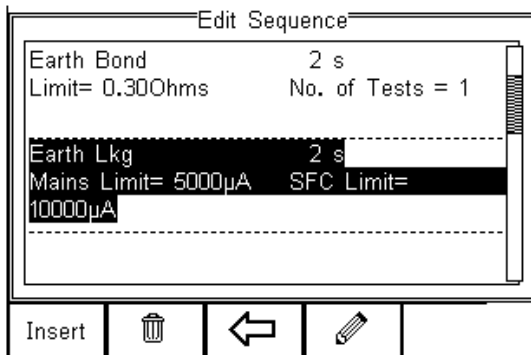 Edit Sequence
Earth Bond 2 s
Limit= 0.30Ohms No. of Tests = 1
Earth Lkg 2 s
Mains Limit= 5000µA SFC Limit=
10000µA
Insert